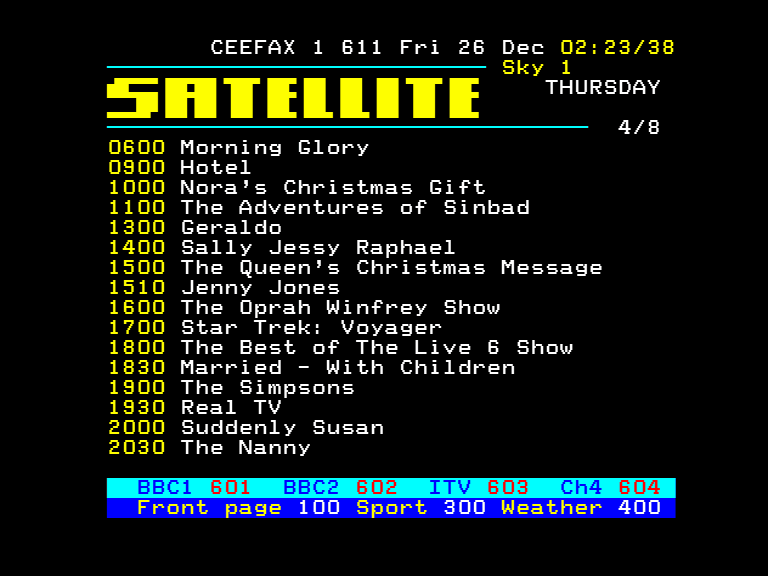 CEEFAX 1 611 Fri 26 Dec 02:23/38
Sky 1
SATELLITE THURSDAY
4/8
0600 Morning Glory
0900 Hotel
1000 Nora's Christmas Gift
1100 The Adventures of Sinbad
1300 Geraldo
1400 Sally Jessy Raphael
1500 The Queen's Christmas Message
1510 Jenny Jones
1600 The Oprah Winfrey Show
1700 Star Trek: Voyager
1800 The Best of The Live 6 Show
1830 Married - With Children
1900 The Simpsons
1930 Real TV
2000 Suddenly Susan
2030 The Nanny
BBC1 601 BBC2 602 ITV 603 Ch4 604
Front page 100 Sport 300 Weather 400